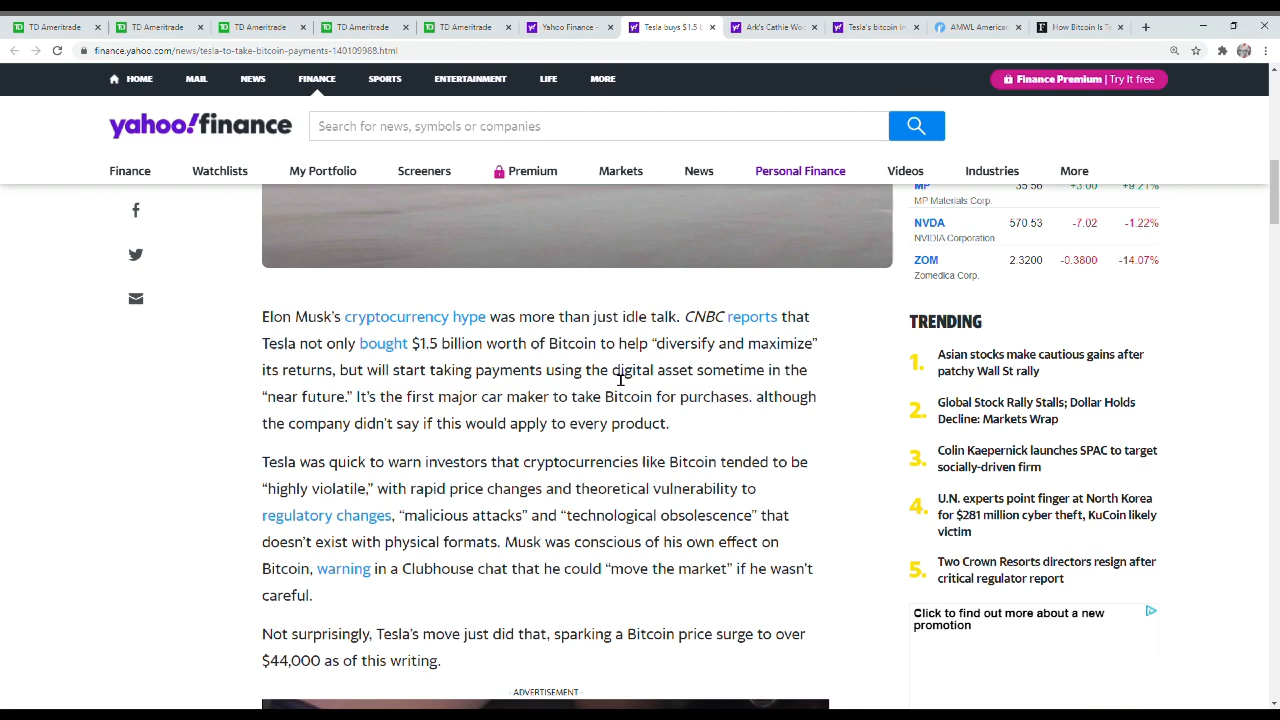 TD Ameritrade
TD Ameritrade
TD Ameritrade
TD Ameritrade
TD Ameritrade
Yahoo Finance -
Tesla buys $1.5 b
Ark's Cathie Woo
Tesla's bitcoin in
AMWL American
How Bitcoin Is T
finance.yahoo.com/news/tesla-to-take-bitcoin-payments-140109988.html
HOME MAIL NEWS FINANCE SPORTS ENTERTAINMENT LIFE MORE
Finance Premium | Try it free
yahoo!finance
Search for news, symbols or companies
Finance Watchlists My Portfolio Screeners Premium Markets News Personal Finance Videos Industries More
MP 35.56 +3.00 +9.21%
MP Materials Corp.
NVDA 570.53 -7.02 -1.22%
NVIDIA Corporation
ZOM 2.3200 -0.3800 -14.07%
Zomedica Corp.
Elon Musk's cryptocurrency hype was more than just idle talk. CNBC reports that
Tesla not only bought $1.5 billion worth of Bitcoin to help “diversify and maximize”
its returns, but will start taking payments using the digital asset sometime in the
“near future.” It's the first major car maker to take Bitcoin for purchases. although
the company didn't say if this would apply to every product.
Tesla was quick to warn investors that cryptocurrencies like Bitcoin tended to be
“highly violatile,” with rapid price changes and theoretical vulnerability to
regulatory changes, “malicious attacks” and “technological obsolescence” that
doesn't exist with physical formats. Musk was conscious of his own effect on
Bitcoin, warning in a Clubhouse chat that he could “move the market” if he wasn't
careful.
Not surprisingly, Tesla's move just did that, sparking a Bitcoin price surge to over
$44,000 as of this writing.
- ADVERTISEMENT -
TRENDING
1. Asian stocks make cautious gains after
patchy Wall St rally
2. Global Stock Rally Stalls; Dollar Holds
Decline: Markets Wrap
3. Colin Kaepernick launches SPAC to target
socially-driven firm
4. U.N. experts point finger at North Korea
for $281 million cyber theft, KuCoin likely
victim
5. Two Crown Resorts directors resign after
critical regulator report
Click to find out more about a new
promotion